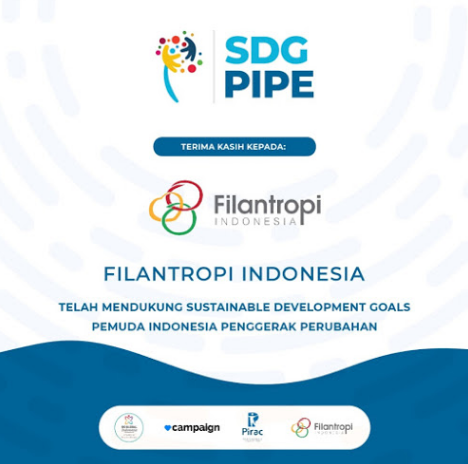 SDG
PIPE
TERIMA KASIH KEPADA:
Filantropi
INDONESIA
FILANTROPI INDONESIA
TELAH MENDUKUNG SUSTAINABLE DEVELOPMENT GOALS
PEMUDA INDONESIA PENGGERAK PERUBAHAN
campaign
Pirac
Filantropi
INDONESIA